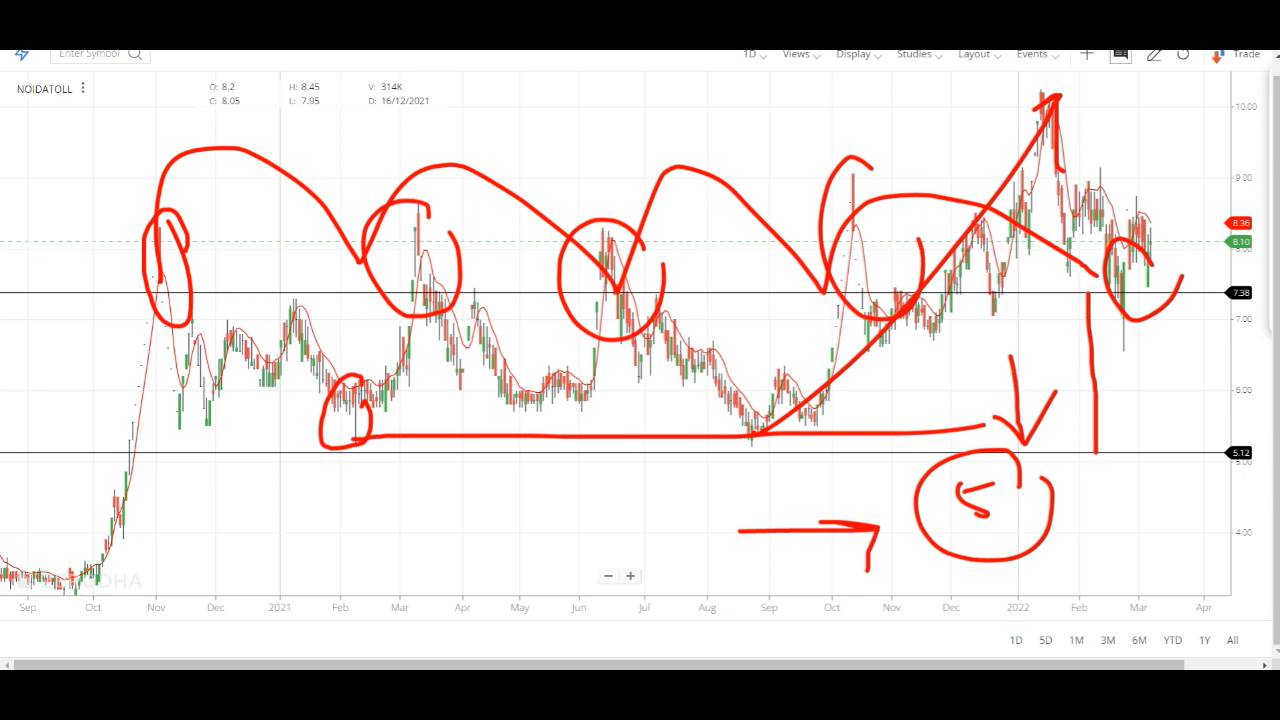 Enter Symbol 1D Views Display Studies Layout Events Trade
NOIDATOLL O: 8.2 H: 8.45 V: 314K
C: 8.05 L: 7.95 D: 16/12/2021
10.00
9.00
8.36
8.10
7.38
7.00
6.00
5.12
5.00
5
4.00
Sep Oct Nov Dec 2021 Feb Mar Apr May Jun Jul Aug Sep Oct Nov Dec 2022 Feb Mar Apr
1D 5D 1M 3M 6M YTD 1Y All